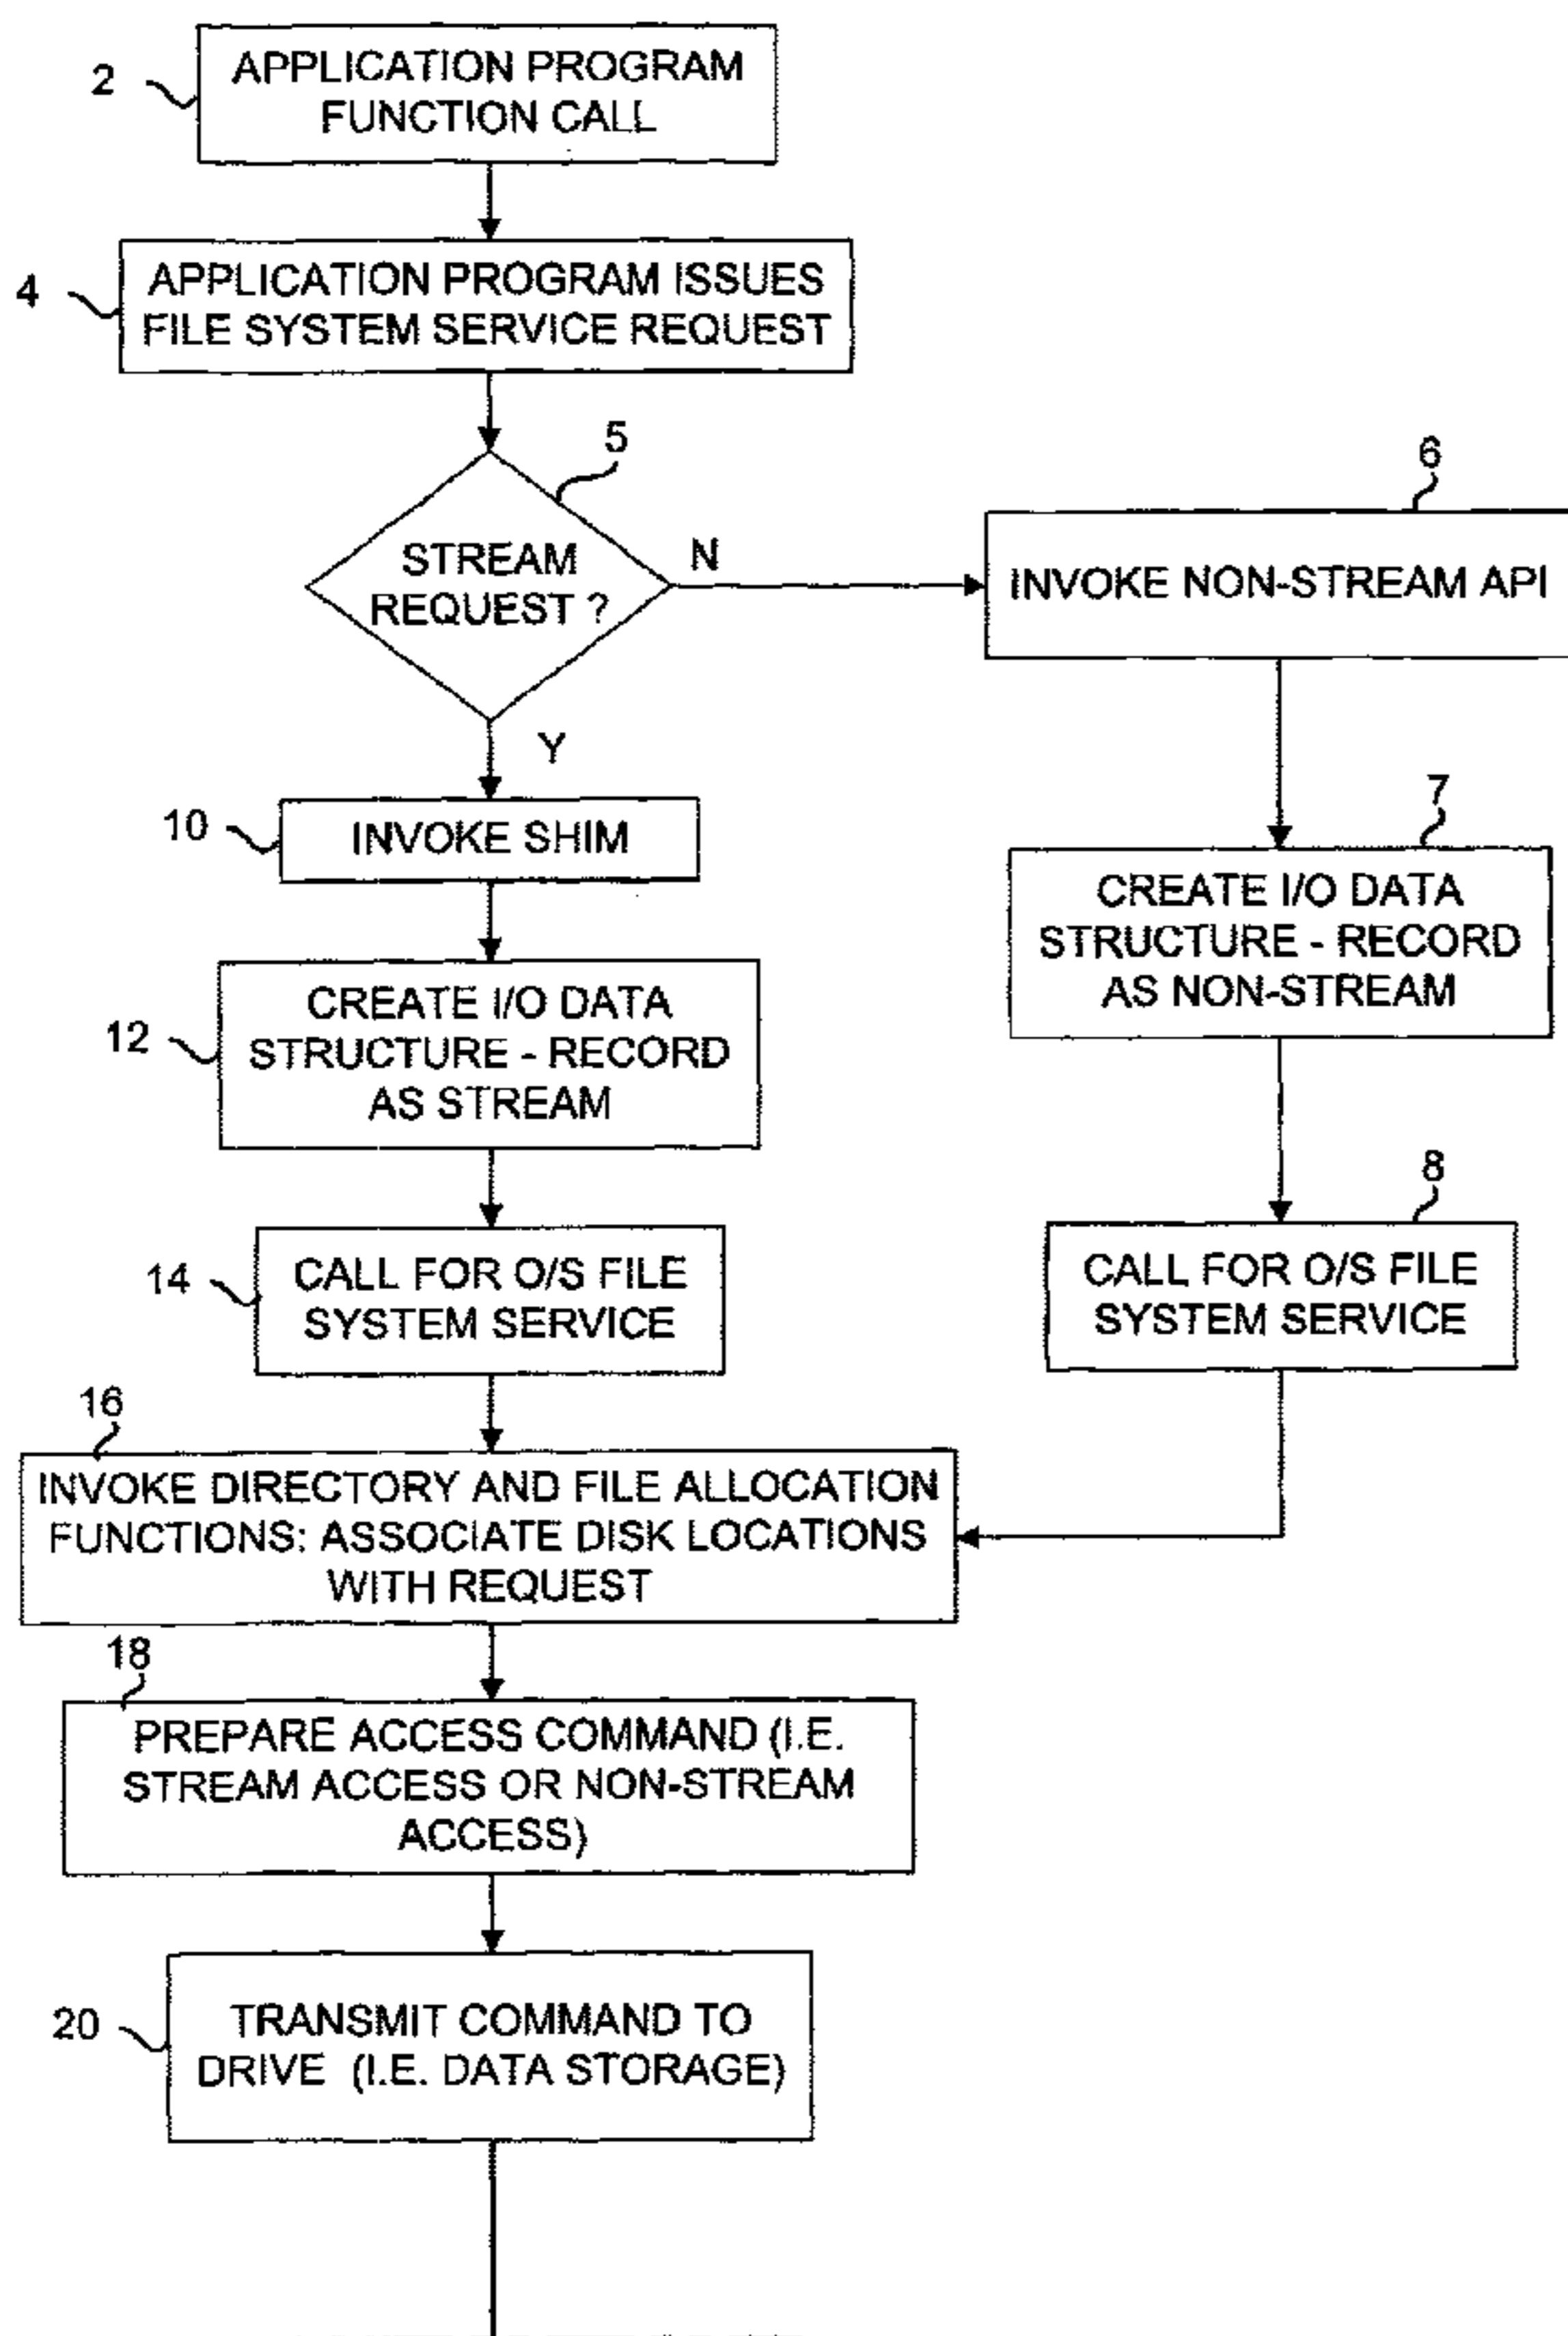 2
APPLICATION PROGRAM
FUNCTION CALL
4
APPLICATION PROGRAM ISSUES
FILE SYSTEM SERVICE REQUEST
5
STREAM
REQUEST ?
N
6
INVOKE NON-STREAM API
Y
10
INVOKE SHIM
7
CREATE I/O DATA
STRUCTURE - RECORD
AS NON-STREAM
12
CREATE I/O DATA
STRUCTURE - RECORD
AS STREAM
8
CALL FOR O/S FILE
SYSTEM SERVICE
14
CALL FOR O/S FILE
SYSTEM SERVICE
16
INVOKE DIRECTORY AND FILE ALLOCATION
FUNCTIONS: ASSOCIATE DISK LOCATIONS
WITH REQUEST
18
PREPARE ACCESS COMMAND (I.E.
STREAM ACCESS OR NON-STREAM
ACCESS)
20
TRANSMIT COMMAND TO
DRIVE (I.E. DATA STORAGE)